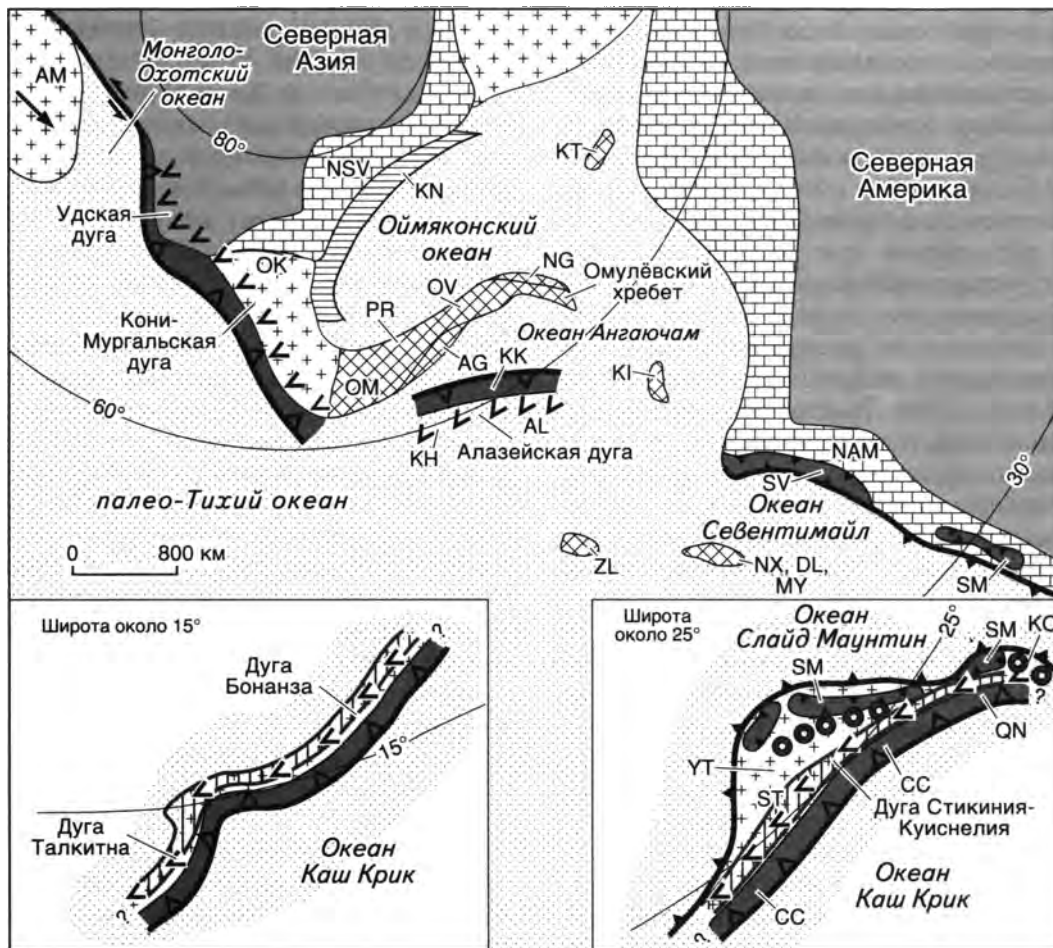 Северная
Азия
Монголо-
Охотский
океан
AM
80°
NSV
KN
KT
Северная
Америка
Удская
дуга
Оймяконский
океан
OK
NG
OV
Омулёвский
хребет
PR
Кони-
Мургальская
дуга
Океан Ангаючам
AG
KK
OM
KI
60°
AL
KH
Алазейская дуга
NAM
SV
30°
палео-Тихий океан
Океан
Севентимайл
0
800 км
ZL
NX, DL,
MY
SM
Широта около 15°
?
Дуга
Бонанза
15°
Дуга
Талкитна
Океан
Каш Крик
?
Широта
около 25°
Океан
Слайд Маунтин
25°
SM
KO
SM
?
QN
YT
CC
ST
Дуга Стикиния-
Куиснелия
Океан
Каш Крик
CC
?